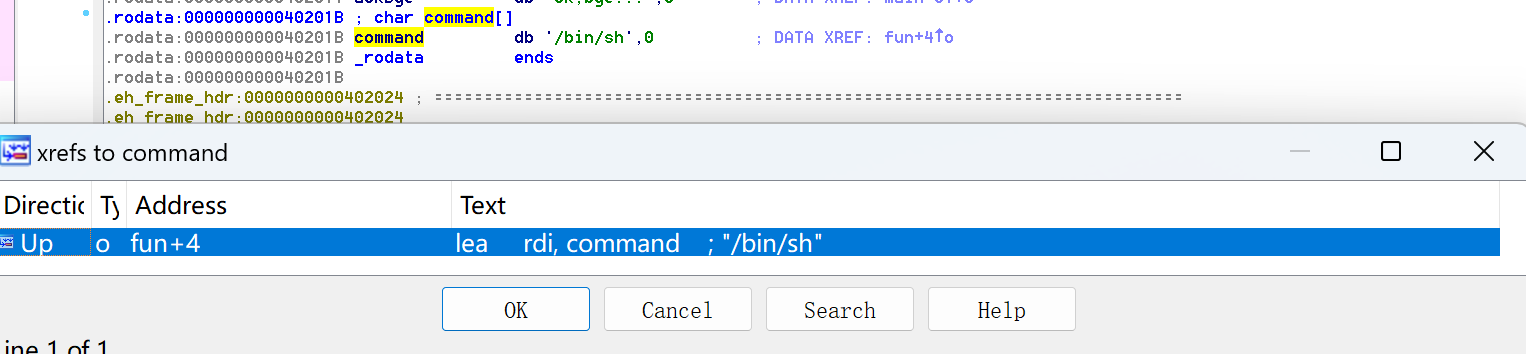 .rodata:000000000040201B ; char command[]
.rodata:000000000040201B command db '/bin/sh',0 ; DATA XREF: fun+4↑o
.rodata:000000000040201B _rodata ends
.rodata:000000000040201B
.eh_frame_hdr:0000000000402024 ; ===========================================================================
.eh_frame_hdr:0000000000402024
xrefs to command
Directic Ty Address Text
Up o fun+4 lea rdi, command ; "/bin/sh"
OK Cancel Search Help
ine 1 of 1